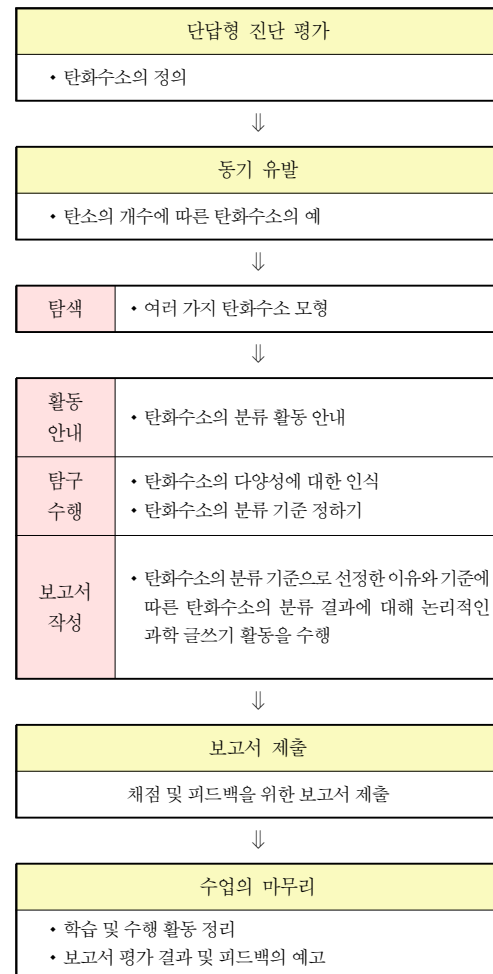 단답형 진단 평가
• 탄화수소의 정의
⇓
동기 유발
• 탄소의 개수에 따른 탄화수소의 예
⇓
탐색
• 여러 가지 탄화수소 모형
⇓
활동
안내
• 탄화수소의 분류 활동 안내
탐구
수행
• 탄화수소의 다양성에 대한 인식
• 탄화수소의 분류 기준 정하기
보고서
작성
• 탄화수소의 분류 기준으로 선정한 이유와 기준에
따른 탄화수소의 분류 결과에 대해 논리적인
과학 글쓰기 활동을 수행
⇓
보고서 제출
채점 및 피드백을 위한 보고서 제출
⇓
수업의 마무리
• 학습 및 수행 활동 정리
• 보고서 평가 결과 및 피드백의 예고